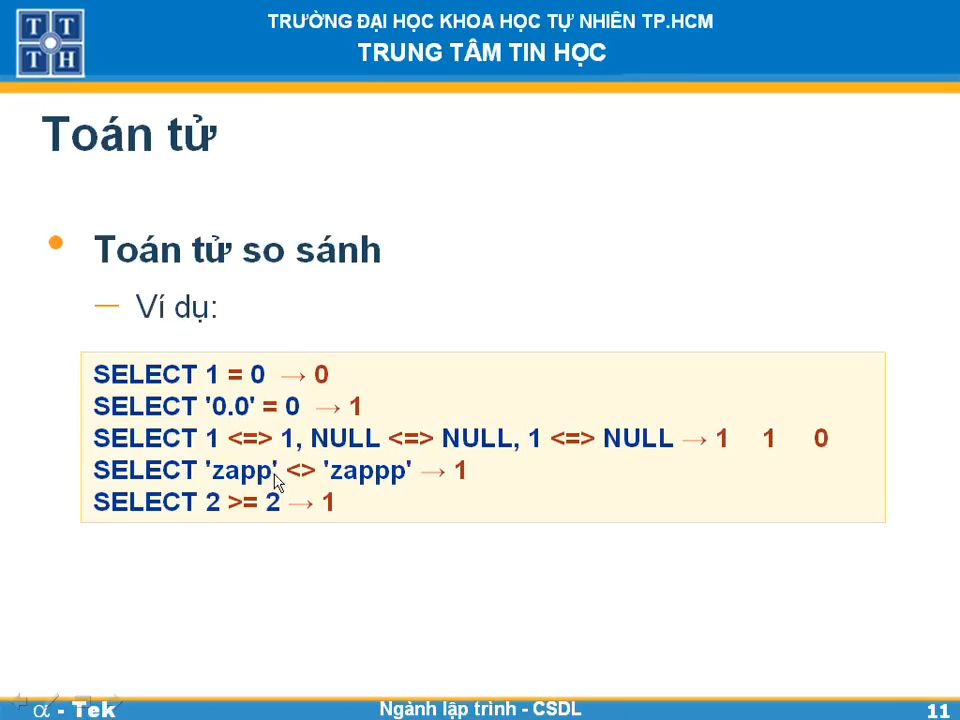 TRƯỜNG ĐẠI HỌC KHOA HỌC TỰ NHIÊN TP.HCM
TRUNG TÂM TIN HỌC
T T
T H
Toán tử
• Toán tử so sánh
– Ví dụ:
SELECT 1 = 0 → 0
SELECT '0.0' = 0 → 1
SELECT 1 <=> 1, NULL <=> NULL, 1 <=> NULL → 1 1 0
SELECT 'zapp' <> 'zappp' → 1
SELECT 2 >= 2 → 1
α - Tek
Ngành lập trình - CSDL
11